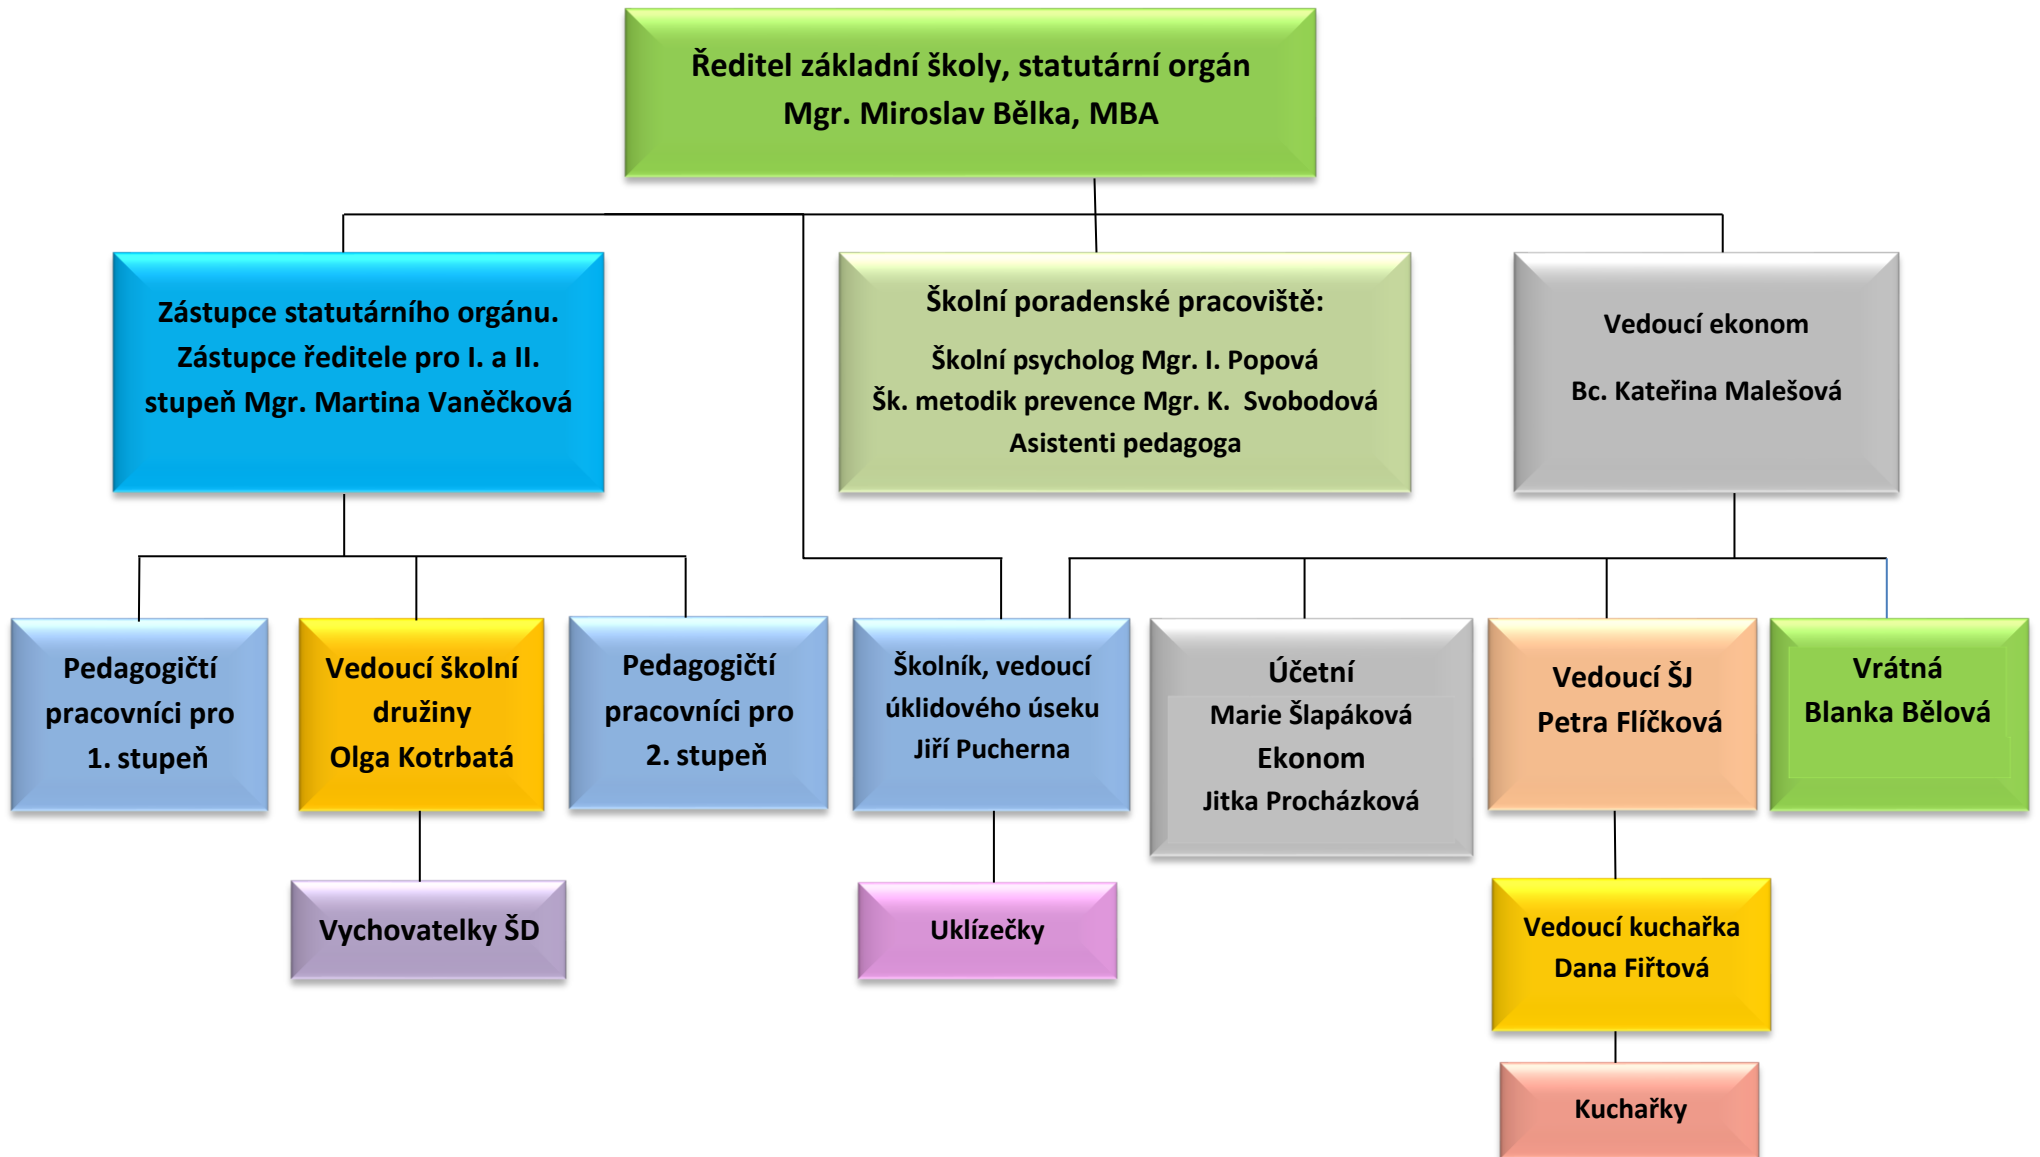 Ředitel základní školy, statutární orgán
Mgr. Miroslav Bělka, MBA
Zástupce statutárního orgánu.
Zástupce ředitele pro I. a II.
stupeň Mgr. Martina Vaněčková
Školní poradenské pracoviště:
Školní psycholog Mgr. I. Popová
Šk. metodik prevence Mgr. K. Svobodová
Asistenti pedagoga
Vedoucí ekonom
Bc. Kateřina Malešová
Pedagogičtí
pracovníci pro
1. stupeň
Vedoucí školní
družiny
Olga Kotrbatá
Pedagogičtí
pracovníci pro
2. stupeň
Školník, vedoucí
úklidového úseku
Jiří Pucherna
Účetní
Marie Šlapáková
Ekonom
Jitka Procházková
Vedoucí ŠJ
Petra Flíčková
Vrátná
Blanka Bělová
Vychovatelky ŠD
Uklízečky
Vedoucí kuchařka
Dana Fiřtová
Kuchařky